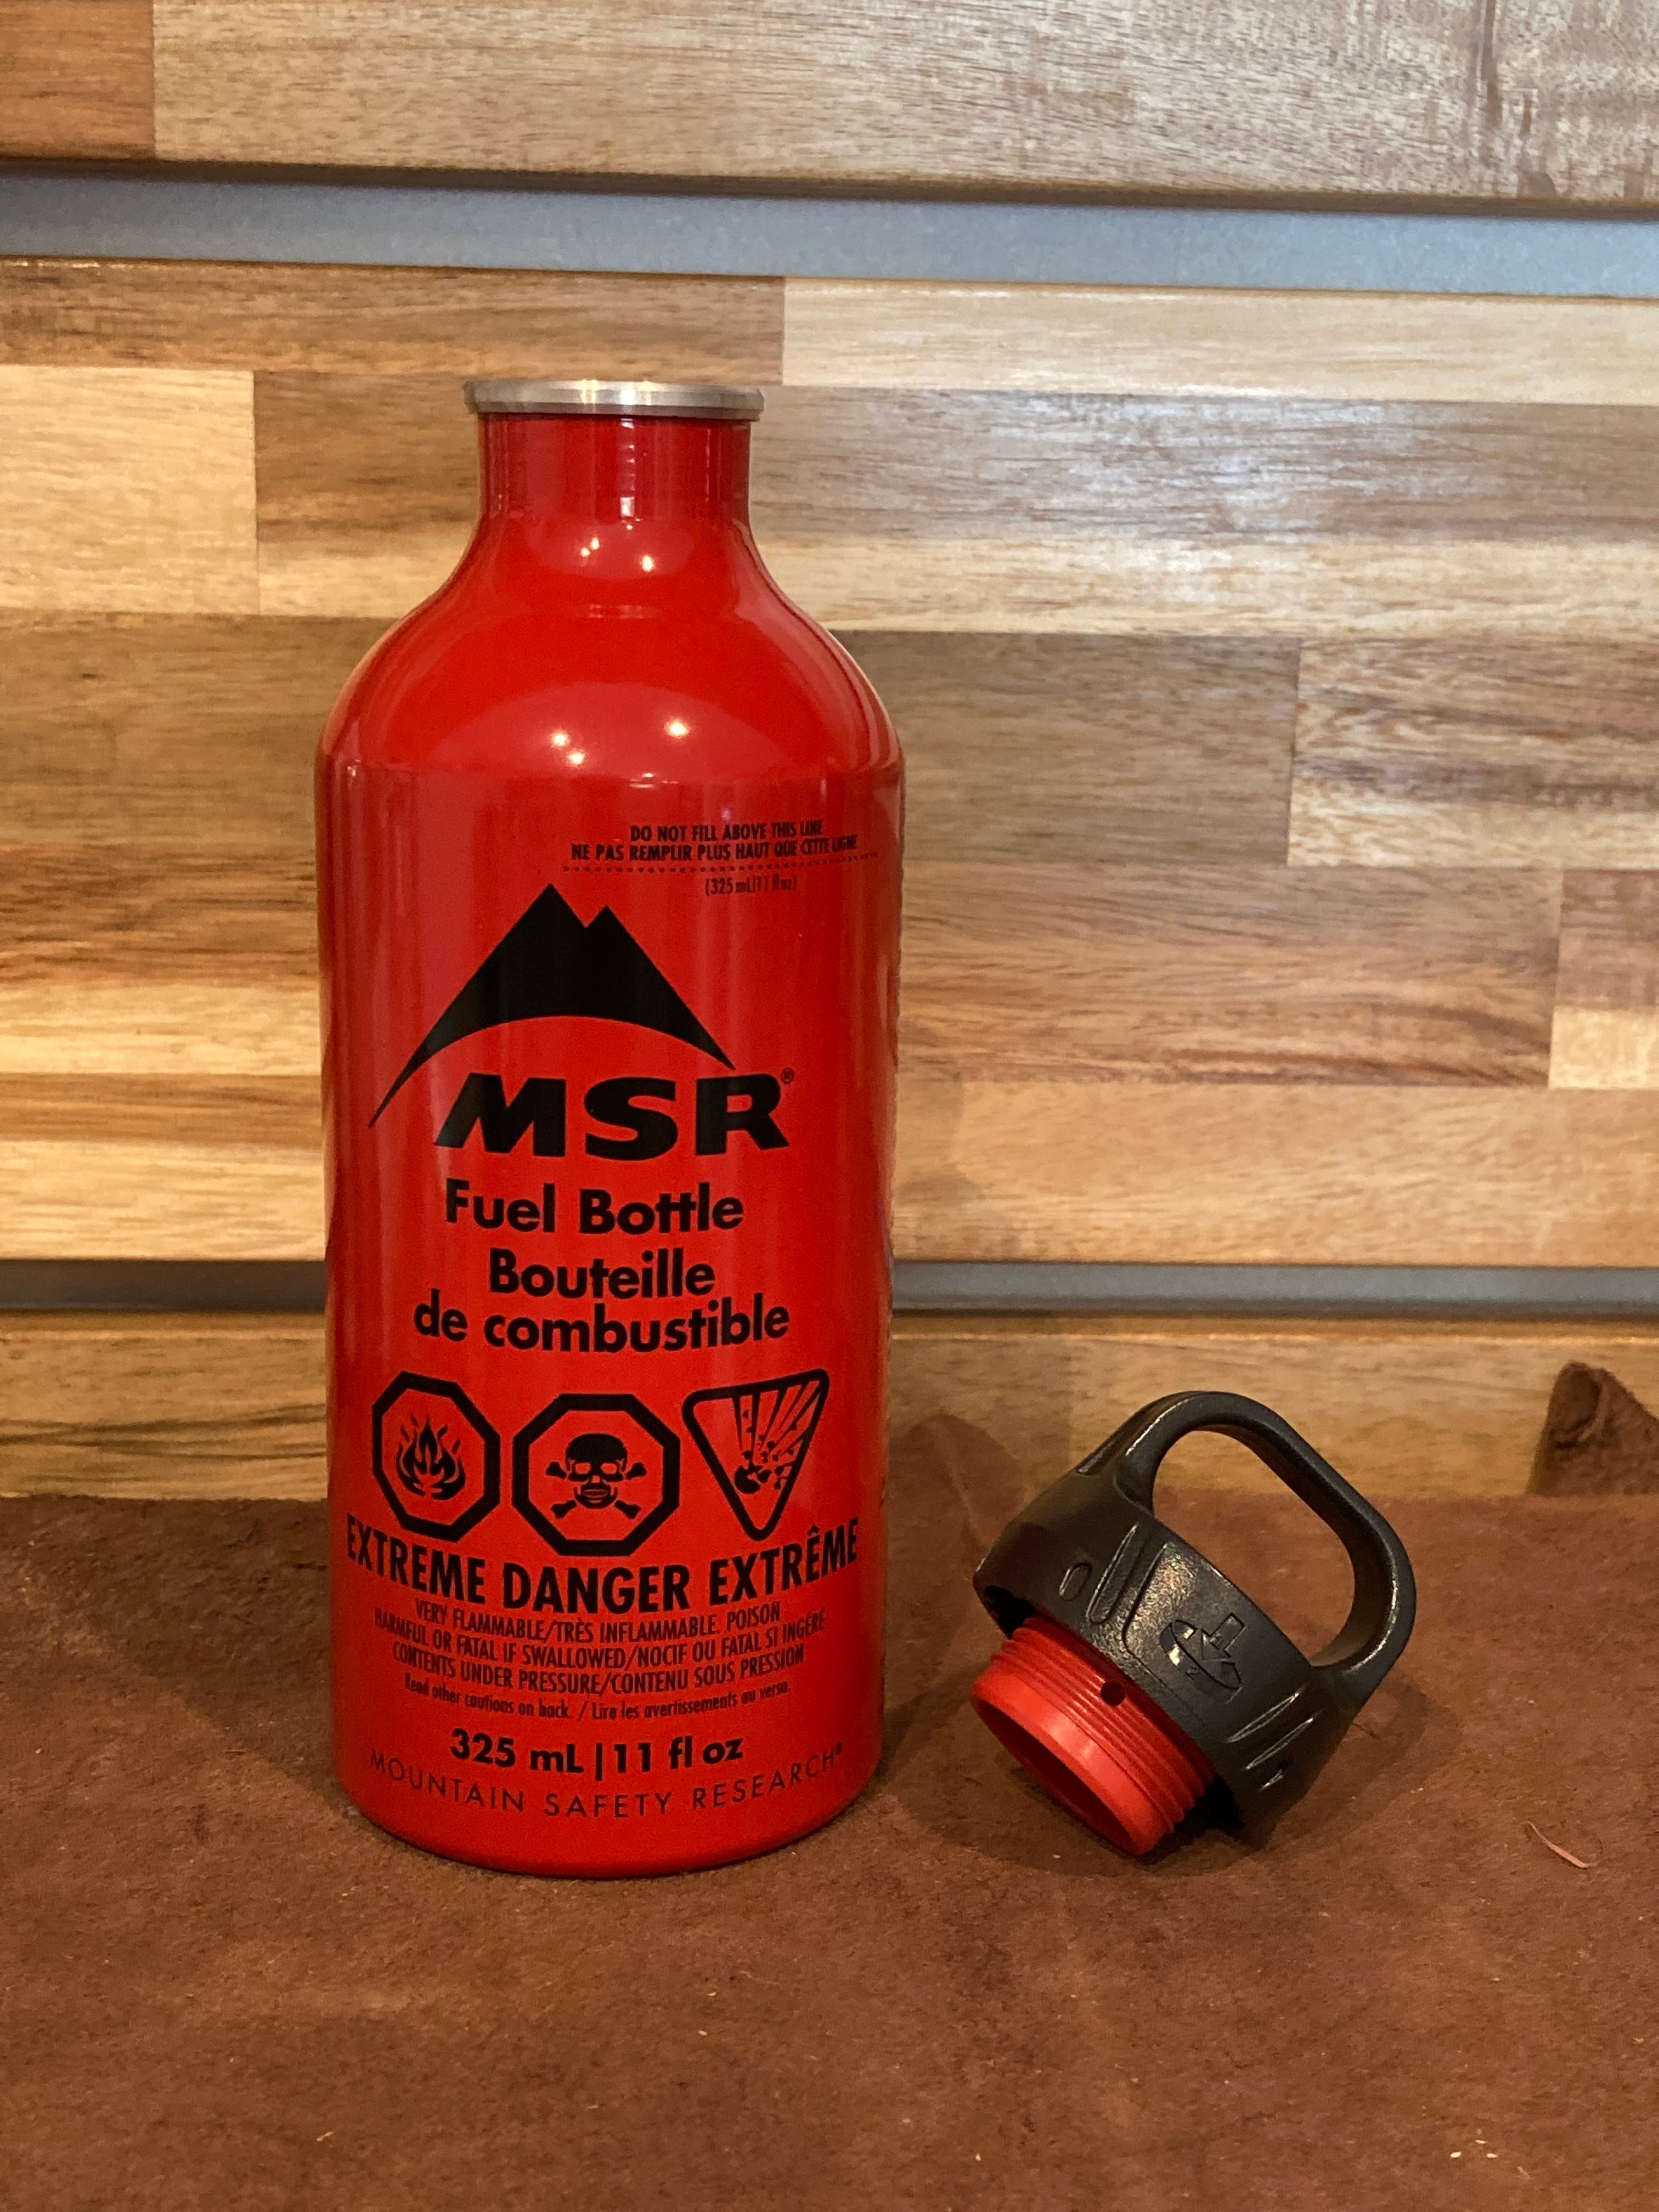 DO NOT FILL ABOVE THIS LINE
NE PAS REMPLIR PLUS HAUT QUE CETTE LIGNE
(325 mL/11 fl oz)
MSR®
Fuel Bottle
Bouteille
de combustible
EXTREME DANGER EXTRÊME
VERY FLAMMABLE/TRÈS INFLAMMABLE. POISON
HARMFUL OR FATAL IF SWALLOWED/NOCIF OU FATAL SI INGÉRÉ
CONTENTS UNDER PRESSURE/CONTENU SOUS PRESSION
Read other cautions on back. / Lire les avertissements au verso.
325 mL | 11 fl oz
MOUNTAIN SAFETY RESEARCH®
2